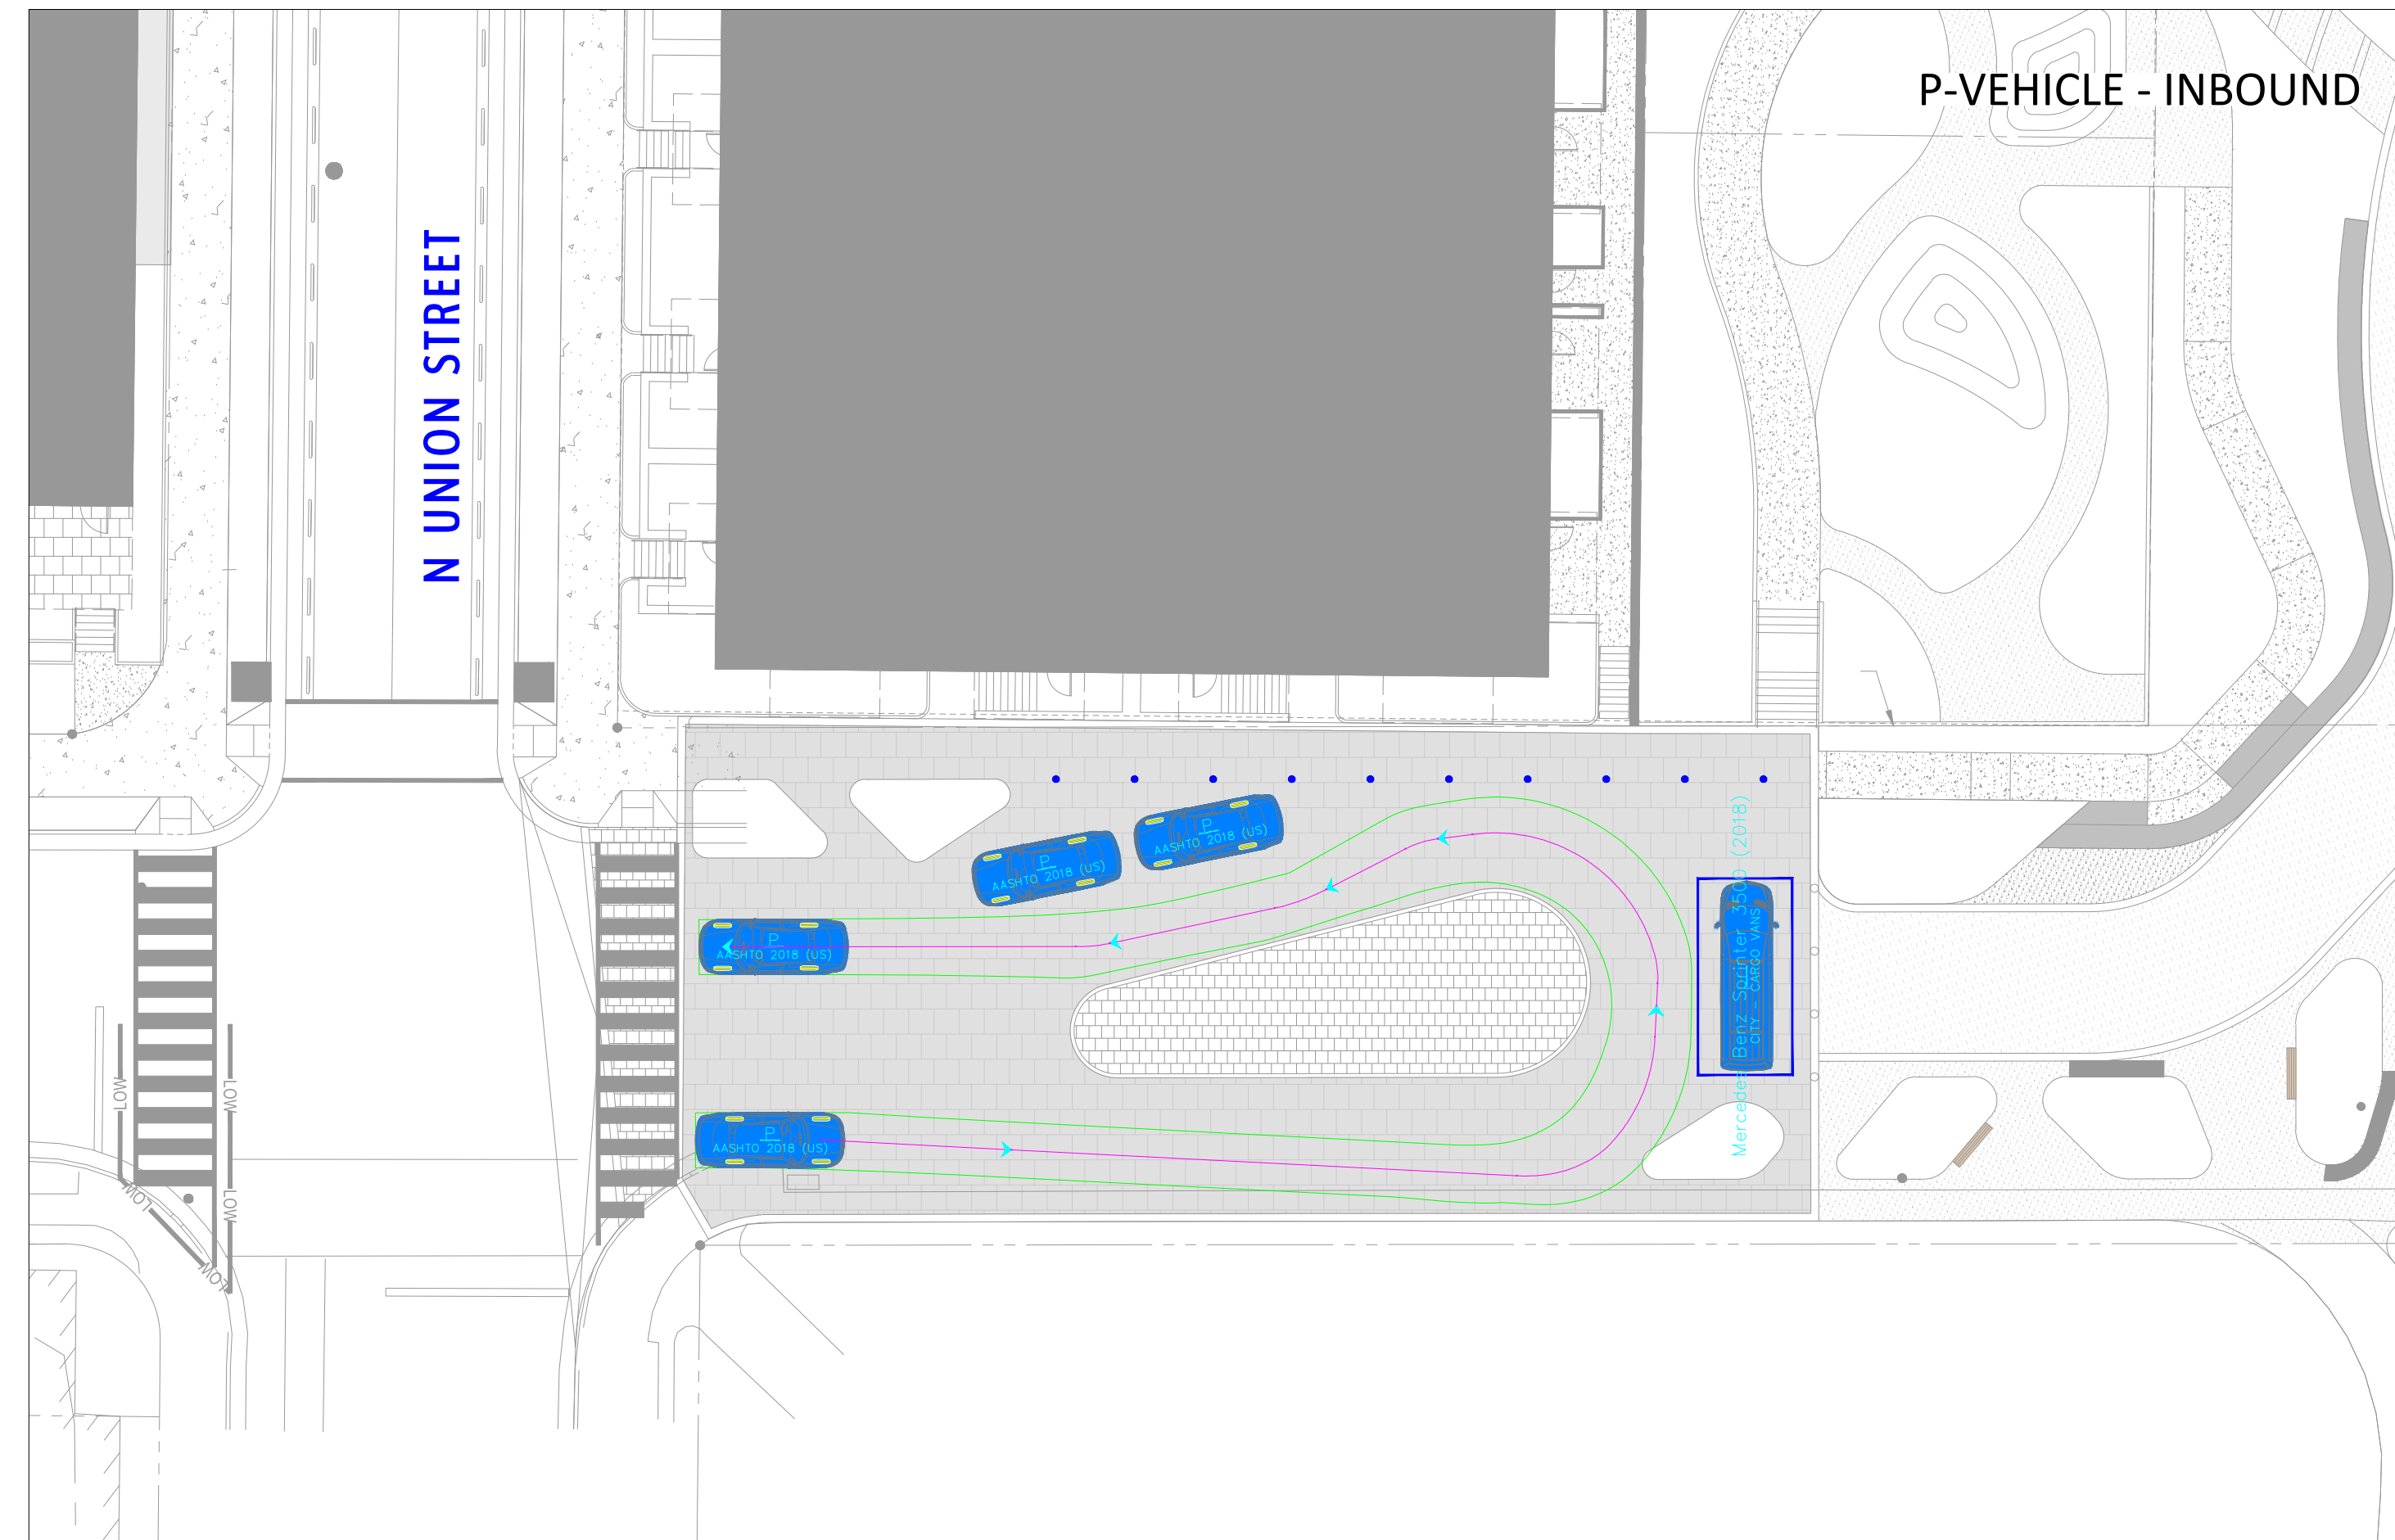 P-VEHICLE - INBOUND
N UNION STREET
P
AASHTO 2018 (US)
P
AASHTO 2018 (US)
P
AASHTO 2018 (US)
P
AASHTO 2018 (US)
Mercedes Benz Sprinter 3500 (2018)
CITY - CARGO VANS
LOW
LOW
LOW
LOW
LOW